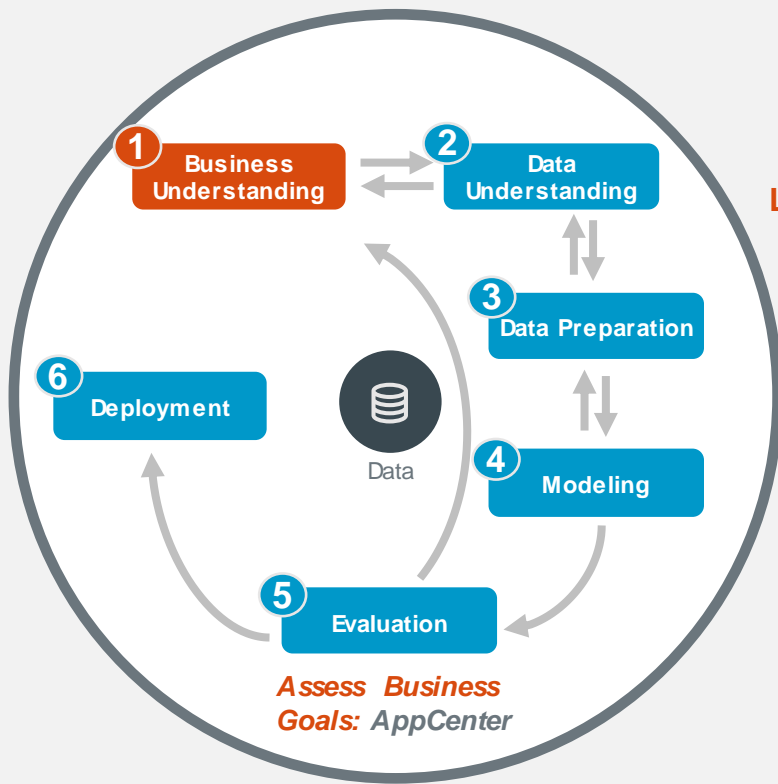 1
Business
Understanding
2
Data
Understanding
L
3
Data Preparation
6
Deployment
Data
4
Modeling
5
Evaluation
Assess Business
Goals: AppCenter